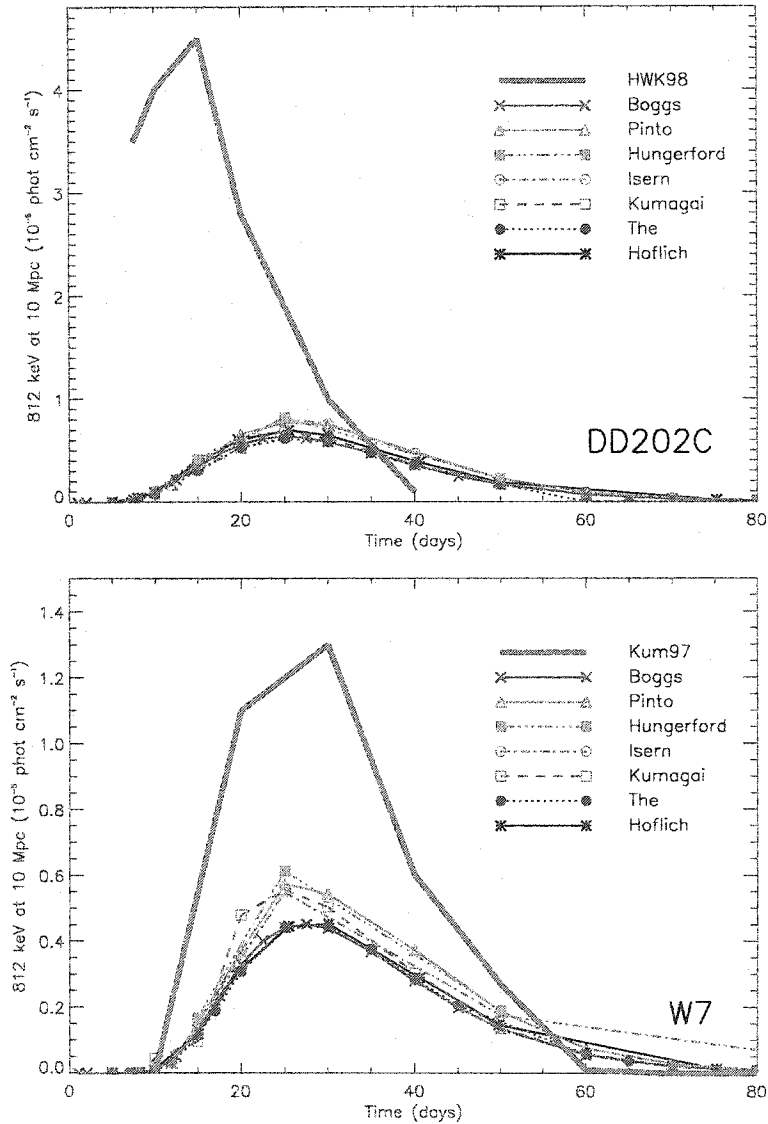 812 keV at 10 Mpc (10⁻⁵ phot cm⁻² s⁻¹)
4
3
2
1
0
HWK98
Boggs
Pinto
Hungerford
Isern
Kumagai
The
Hoflich
DD202C
0 20 40 60 80
Time (days)
812 keV at 10 Mpc (10⁻⁵ phot cm⁻² s⁻¹)
1.4
1.2
1.0
0.8
0.6
0.4
0.2
0.0
Kum97
Boggs
Pinto
Hungerford
Isern
Kumagai
The
Hoflich
W7
0 20 40 60 80
Time (days)